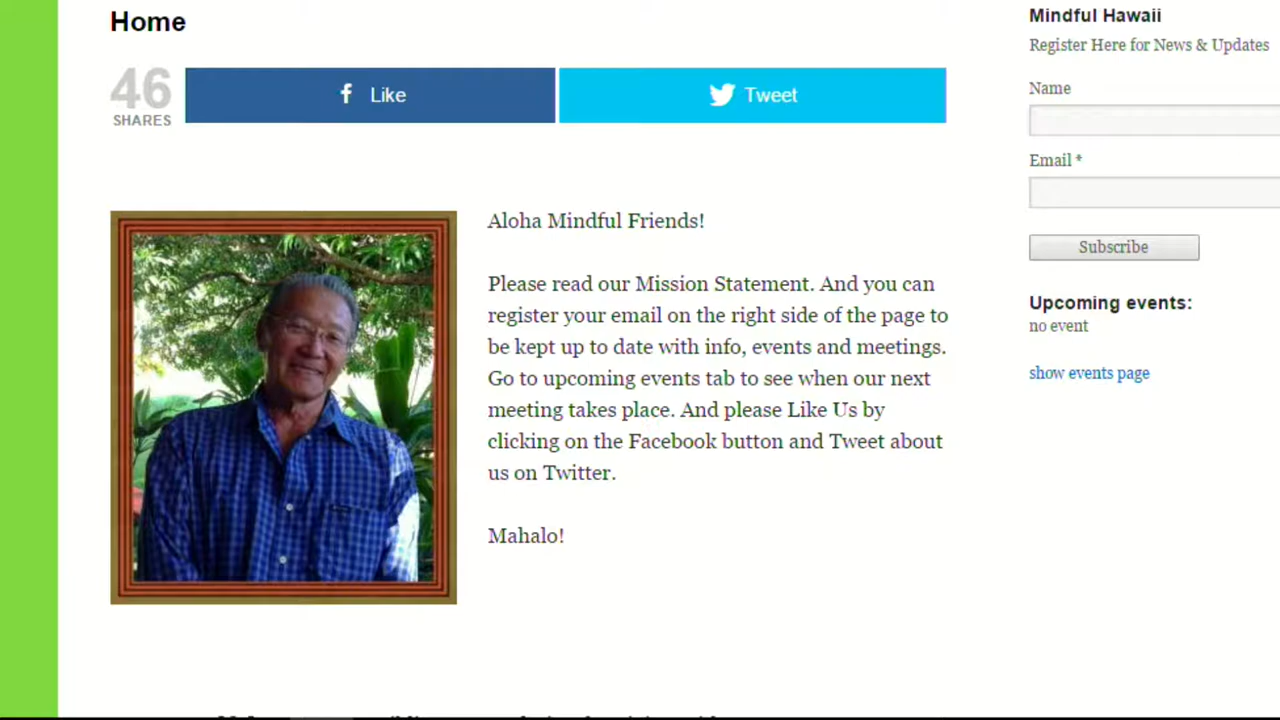 Home
46
SHARES
Like
Tweet
Aloha Mindful Friends!
Please read our Mission Statement. And you can
register your email on the right side of the page to
be kept up to date with info, events and meetings.
Go to upcoming events tab to see when our next
meeting takes place. And please Like Us by
clicking on the Facebook button and Tweet about
us on Twitter.
Mahalo!
Mindful Hawaii
Register Here for News & Updates
Name
Email *
Subscribe
Upcoming events:
no event
show events page